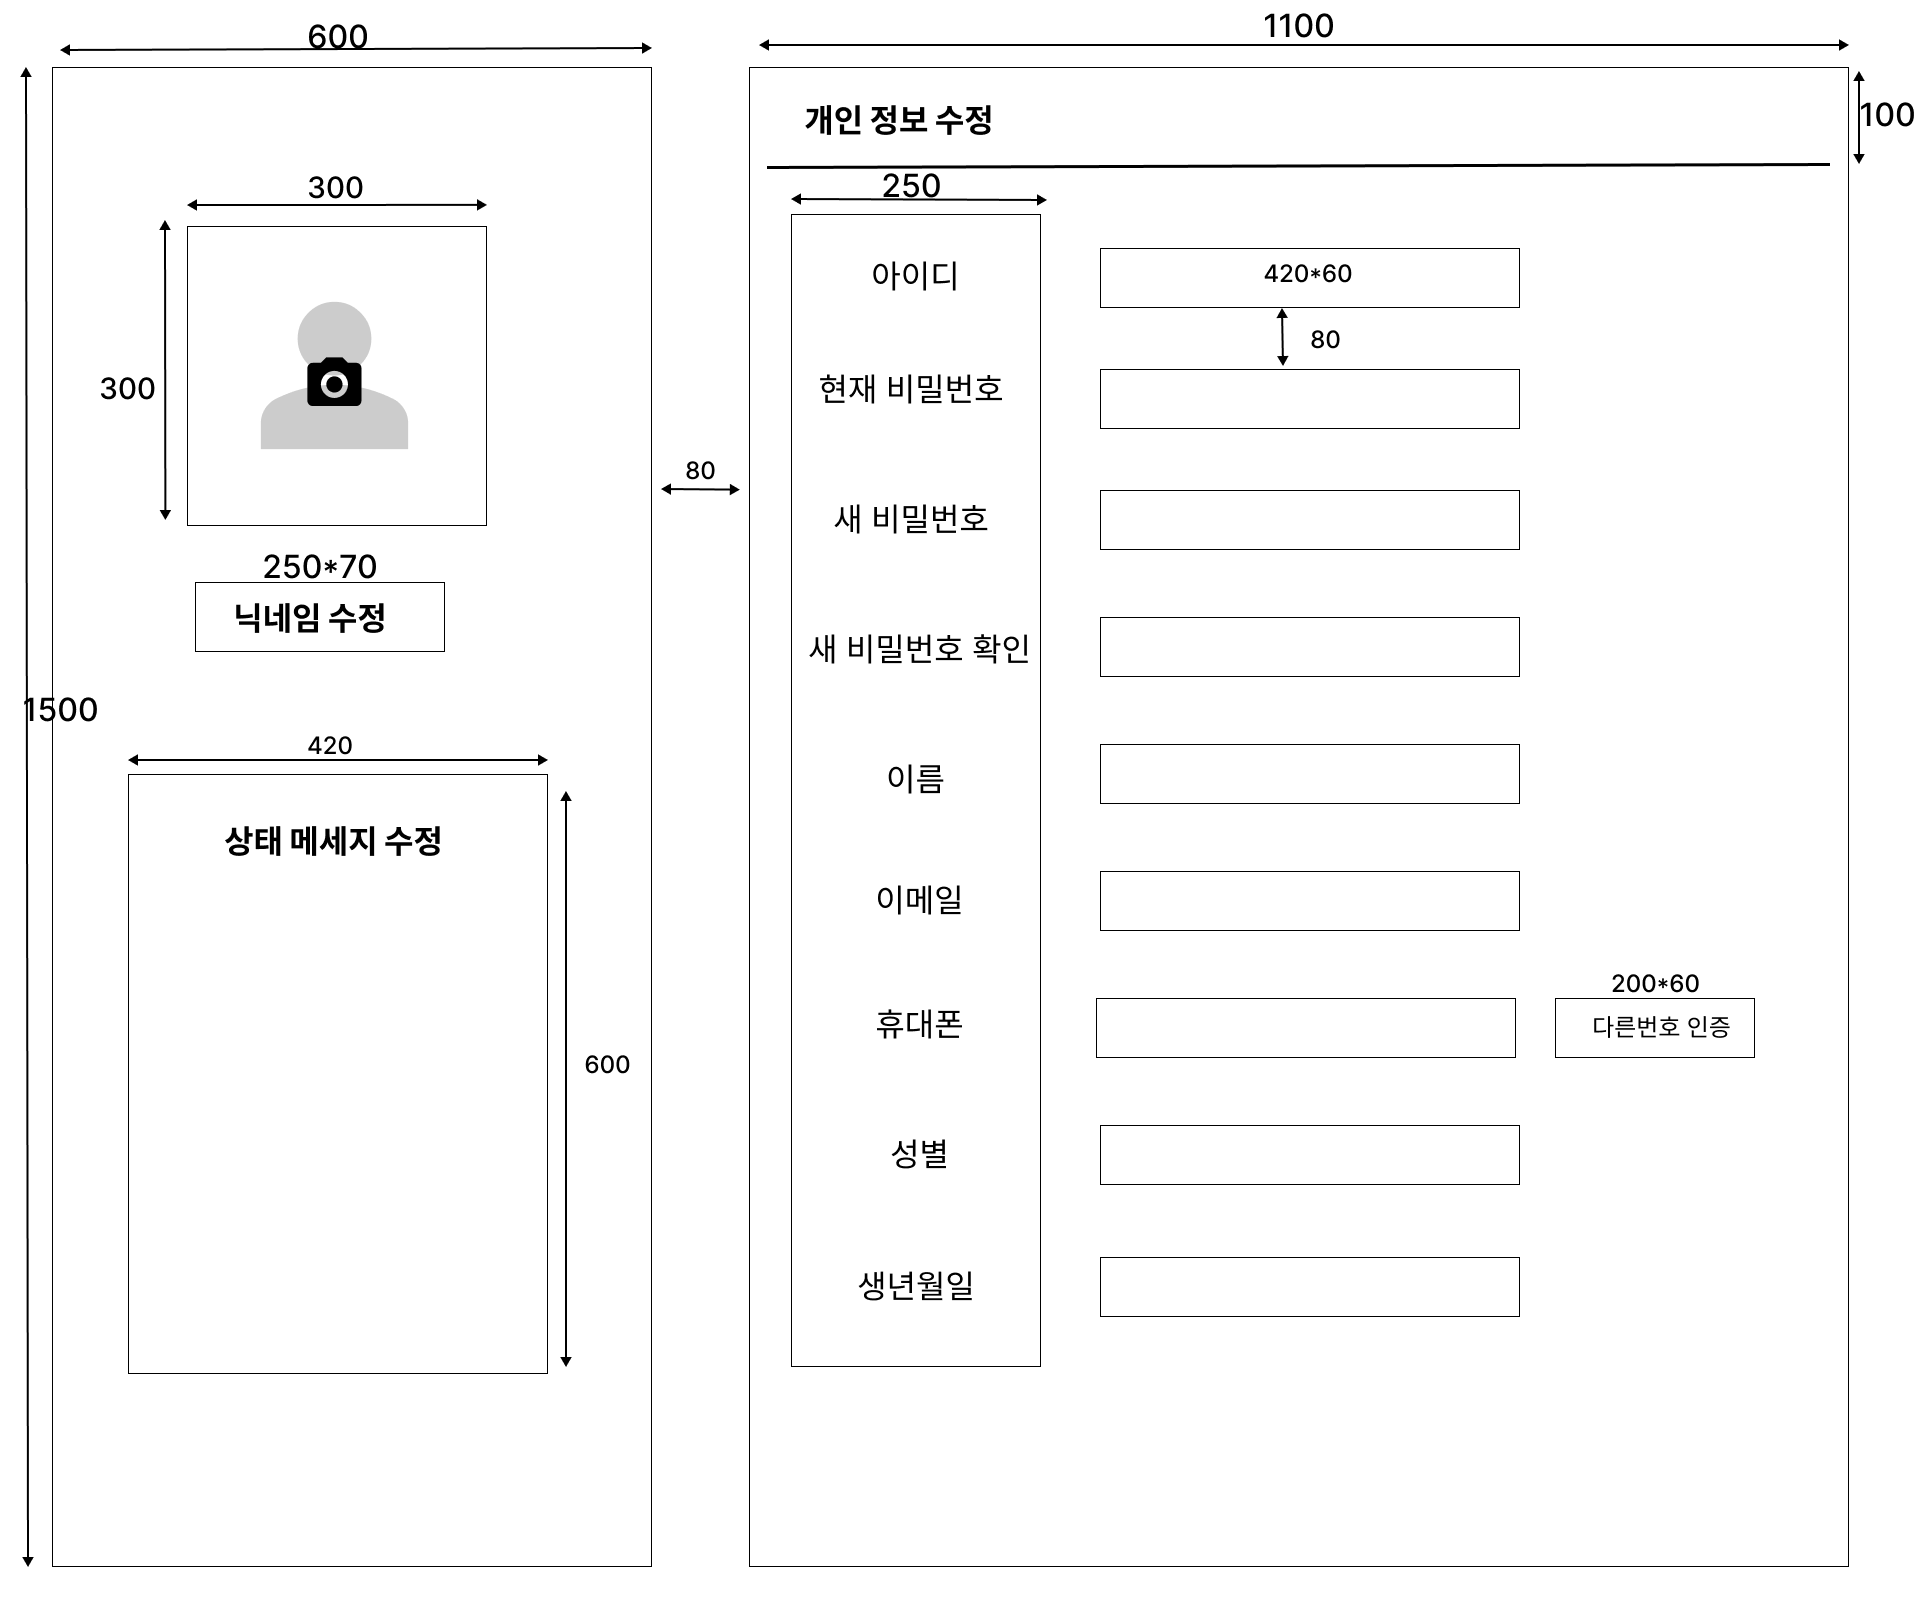 600
1100
개인 정보 수정
100
300
250
아이디
420*60
80
300
현재 비밀번호
80
새 비밀번호
250*70
닉네임 수정
새 비밀번호 확인
1500
420
이름
상태 메세지 수정
이메일
200*60
휴대폰
다른번호 인증
600
성별
생년월일